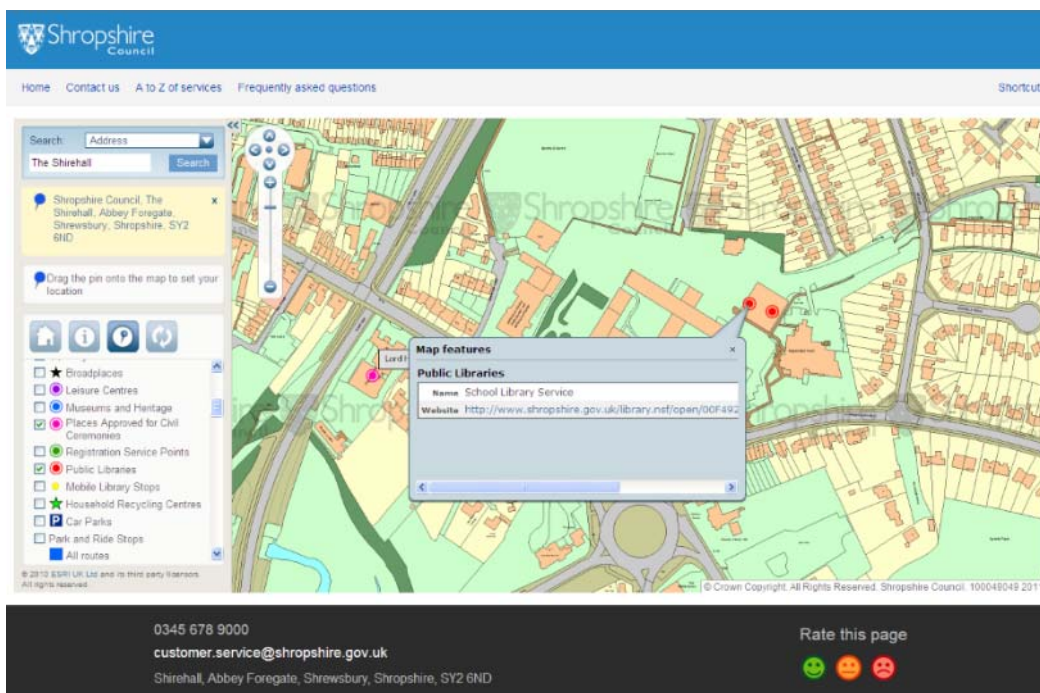 Shropshire
Council
Home Contact us A to Z of services Frequently asked questions Shortcut
Search: Address
The Shirehall Search
Shropshire Council, The
Shirehall, Abbey Foregate,
Shrewsbury, Shropshire, SY2
6ND
x
Drag the pin onto the map to set your
location
Broadplaces
Leisure Centres
Museums and Heritage
Places Approved for Civil
Ceremonies
Registration Service Points
Public Libraries
Mobile Library Stops
Household Recycling Centres
P Car Parks
Park and Ride Stops
All routes
© 2010 ESRI UK Ltd and its third party licensors.
All rights reserved.
Shropshire
Council
Lord
Map features x
Public Libraries
Name School Library Service
Website http://www.shropshire.gov.uk/library.nsf/open/00F492
© Crown Copyright. All Rights Reserved. Shropshire Council. 100049049 2011
0345 678 9000
customer.service@shropshire.gov.uk
Shirehall, Abbey Foregate, Shrewsbury, Shropshire, SY2 6ND
Rate this page